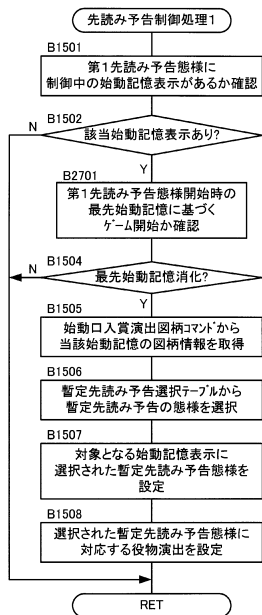 先読み予告制御処理1
B1501
第1先読み予告態様に
制御中の始動記憶表示があるか確認
B1502
N
該当始動記憶表示あり?
Y
B2701
第1先読み予告態様開始時の
最先始動記憶に基づく
ゲーム開始か確認
B1504
N
最先始動記憶消化?
Y
B1505
始動口入賞演出図柄コマンドから
当該始動記憶の図柄情報を取得
B1506
暫定先読み予告選択テーブルから
暫定先読み予告の態様を選択
B1507
対象となる始動記憶表示に
選択された暫定先読み予告態様を
設定
B1508
選択された暫定先読み予告態様に
対応する役物演出を設定
RET